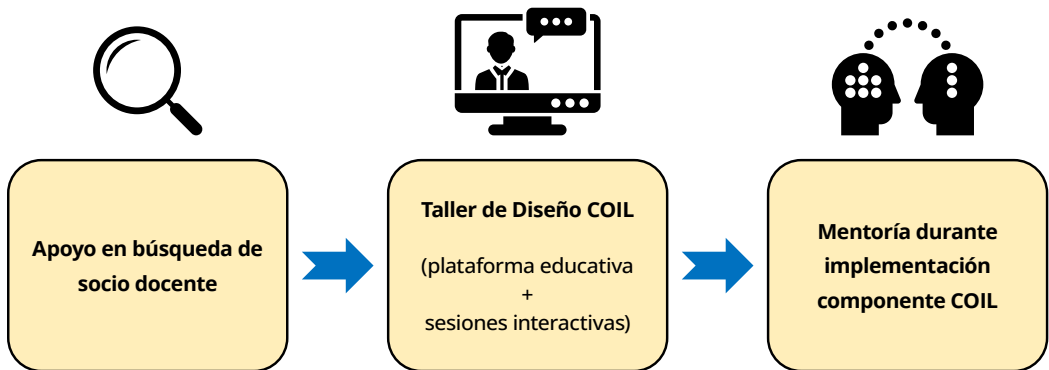 Apoyo en búsqueda de
socio docente
Taller de Diseño COIL
(plataforma educativa
+
sesiones interactivas)
Mentoría durante
implementación
componente COIL